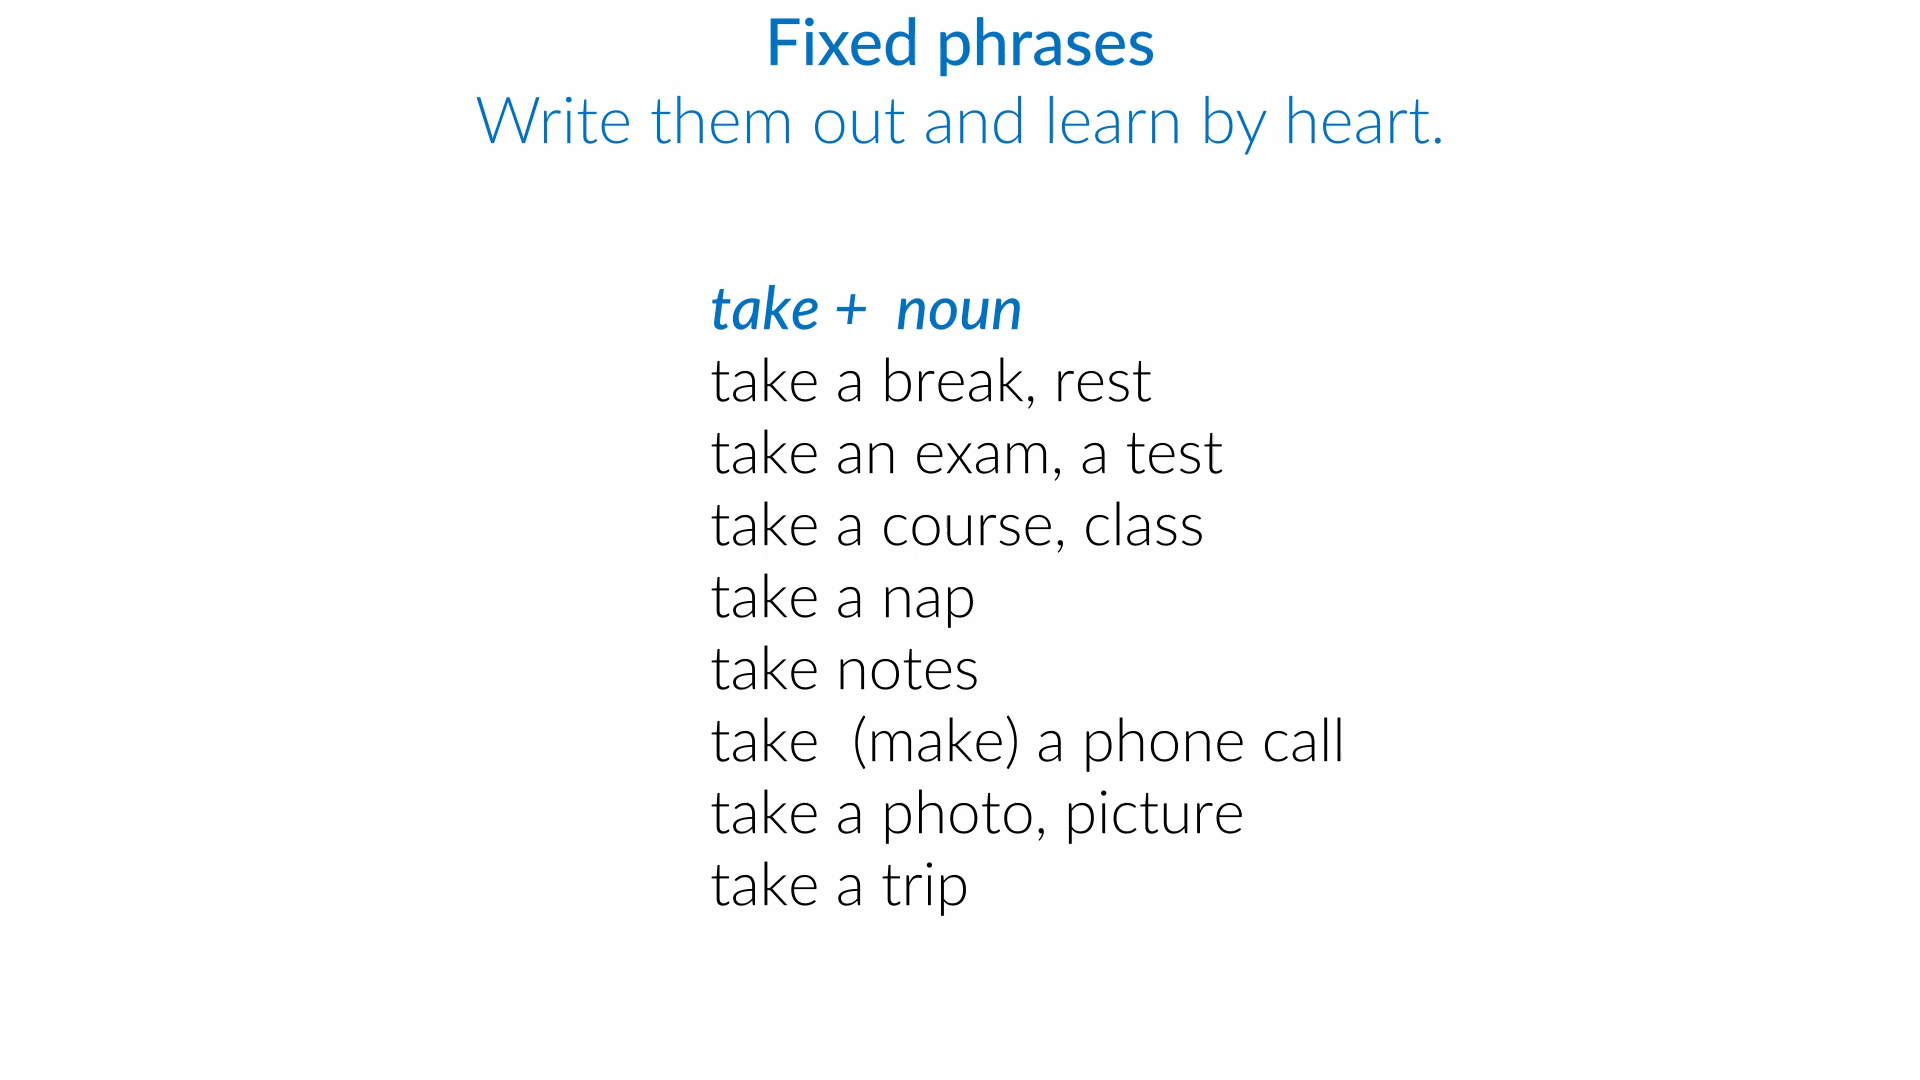 Fixed phrases
Write them out and learn by heart.
take + noun
take a break, rest
take an exam, a test
take a course, class
take a nap
take notes
take (make) a phone call
take a photo, picture
take a trip